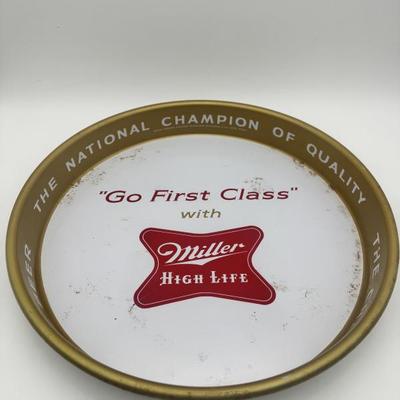 THE NATIONAL CHAMPION OF QUALITY
"Go First Class"
with
Miller
HIGH LIFE